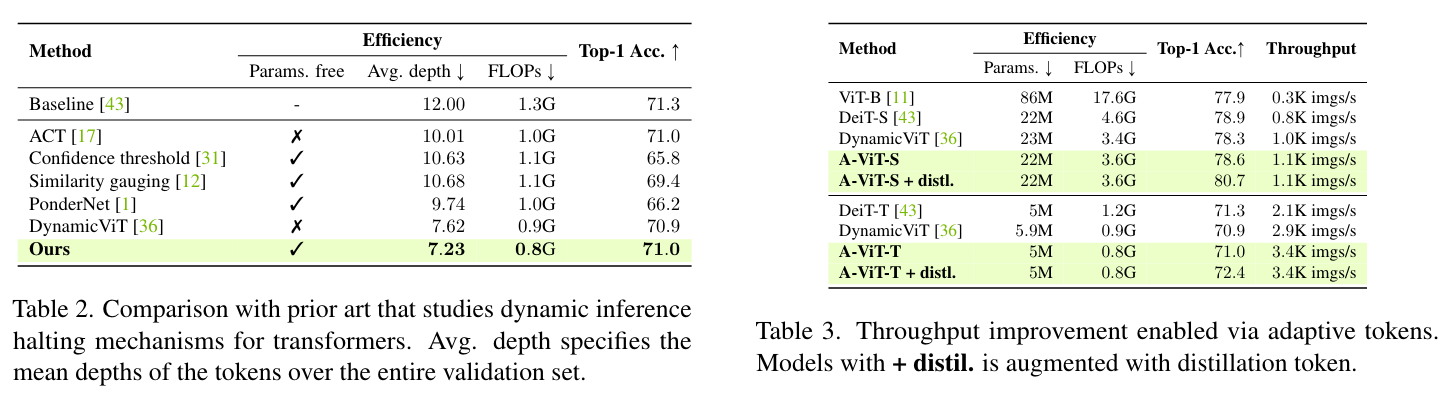 Method Efficiency Top-1 Acc. ↑
Params. free Avg. depth ↓ FLOPs ↓
Baseline [43] - 12.00 1.3G 71.3
ACT [17] ✗ 10.01 1.0G 71.0
Confidence threshold [31] ✓ 10.63 1.1G 65.8
Similarity gauging [12] ✓ 10.68 1.1G 69.4
PonderNet [1] ✓ 9.74 1.0G 66.2
DynamicViT [36] ✗ 7.62 0.9G 70.9
Ours ✓ 7.23 0.8G 71.0
Table 2. Comparison with prior art that studies dynamic inference
halting mechanisms for transformers. Avg. depth specifies the
mean depths of the tokens over the entire validation set.
Method Efficiency Top-1 Acc.↑ Throughput
Params. ↓ FLOPs ↓
ViT-B [11] 86M 17.6G 77.9 0.3K imgs/s
DeiT-S [43] 22M 4.6G 78.9 0.8K imgs/s
DynamicViT [36] 23M 3.4G 78.3 1.0K imgs/s
A-ViT-S 22M 3.6G 78.6 1.1K imgs/s
A-ViT-S + distl. 22M 3.6G 80.7 1.1K imgs/s
DeiT-T [43] 5M 1.2G 71.3 2.1K imgs/s
DynamicViT [36] 5.9M 0.9G 70.9 2.9K imgs/s
A-ViT-T 5M 0.8G 71.0 3.4K imgs/s
A-ViT-T + distl. 5M 0.8G 72.4 3.4K imgs/s
Table 3. Throughput improvement enabled via adaptive tokens.
Models with + distil. is augmented with distillation token.